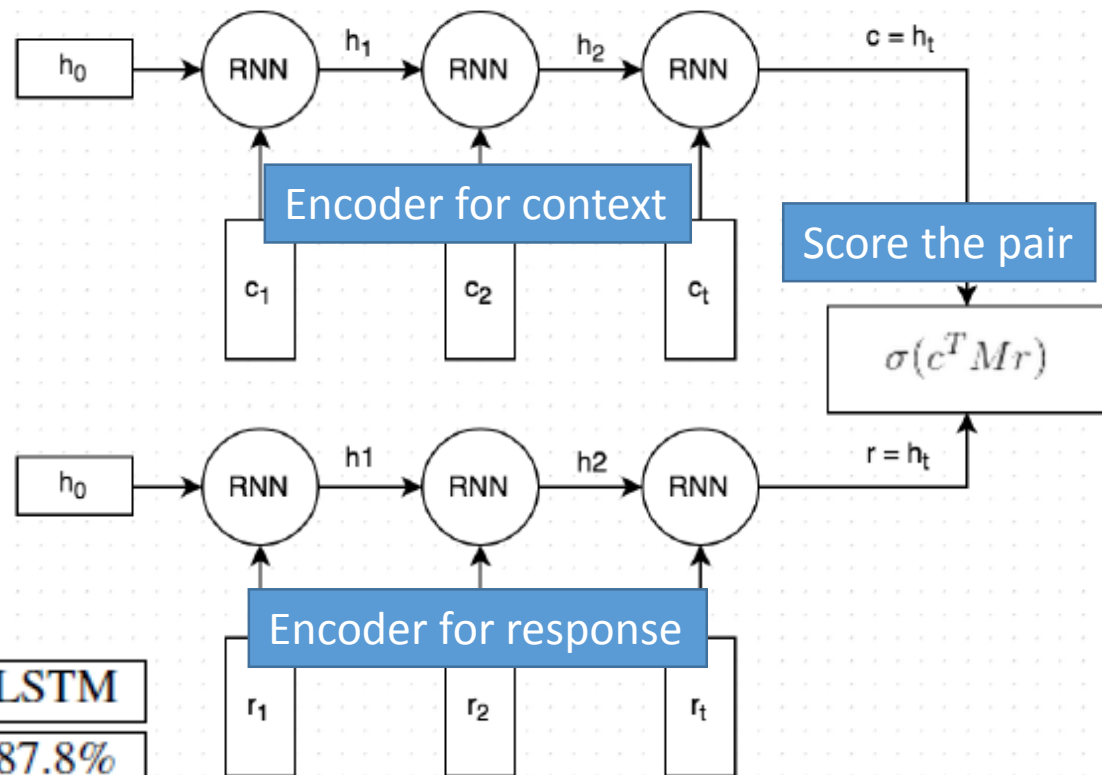 h₀ RNN h₁ RNN h₂ RNN c = hₜ
Encoder for context
Score the pair
c₁ c₂ cₜ
σ(cᵀMr)
h₀ RNN h1 RNN h2 RNN r = hₜ
Encoder for response
r₁ r₂ rₜ
LSTM
87.8%